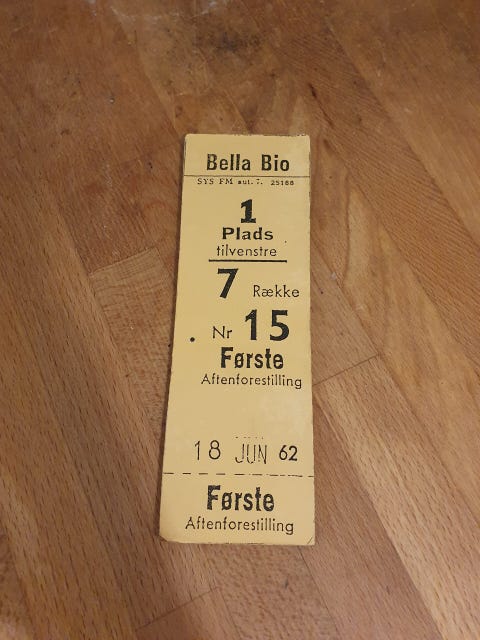 Bella Bio
SYS FM aut. 7. 25188
1
Plads
tilvenstre
7 Række
Nr 15
Første
Aftenforestilling
18 JUN 62
Første
Aftenforestilling